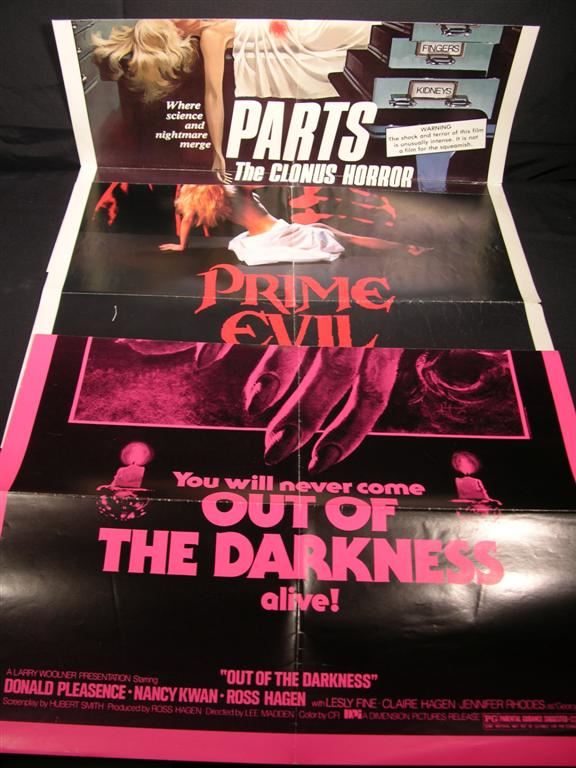 FINGERS
KIDNEYS
Where
science
and
nightmare
merge
PARTS
The CLONUS HORROR
WARNING
The shock and terror of this film
is unusually intense. It is not
a film for the squeamish.
PRIME
EVIL
You will never come
OUT OF
THE DARKNESS
alive!
A LARRY WOOLNER PRESENTATION Starring
"OUT OF THE DARKNESS"
DONALD PLEASENCE · NANCY KWAN · ROSS HAGEN
with LESLY FINE · CLAIRE HAGEN JENNIFER RHODES
Screenplay by HUBERT SMITH Produced by ROSS HAGEN Directed by LEE MADDEN Color by CFI
A DIMENSION PICTURES RELEASE
PG PARENTAL GUIDANCE SUGGESTED